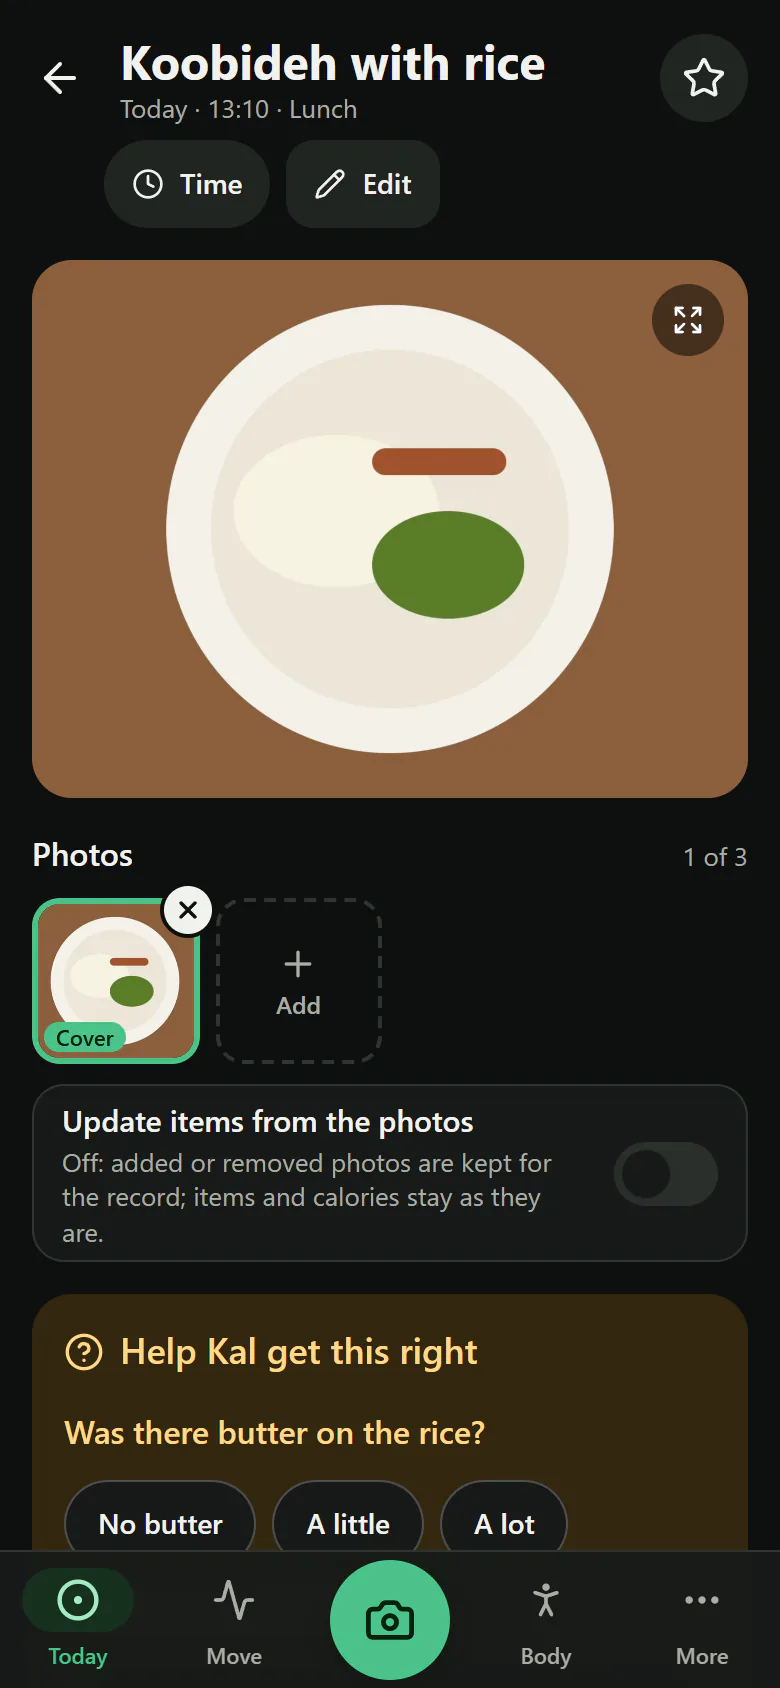 Koobideh with rice
Today · 13:10 · Lunch
Time
Edit
Photos
1 of 3
Cover
Add
Update items from the photos
Off: added or removed photos are kept for
the record; items and calories stay as they
are.
Help Kal get this right
Was there butter on the rice?
No butter
A little
A lot
Today
Move
Body
More